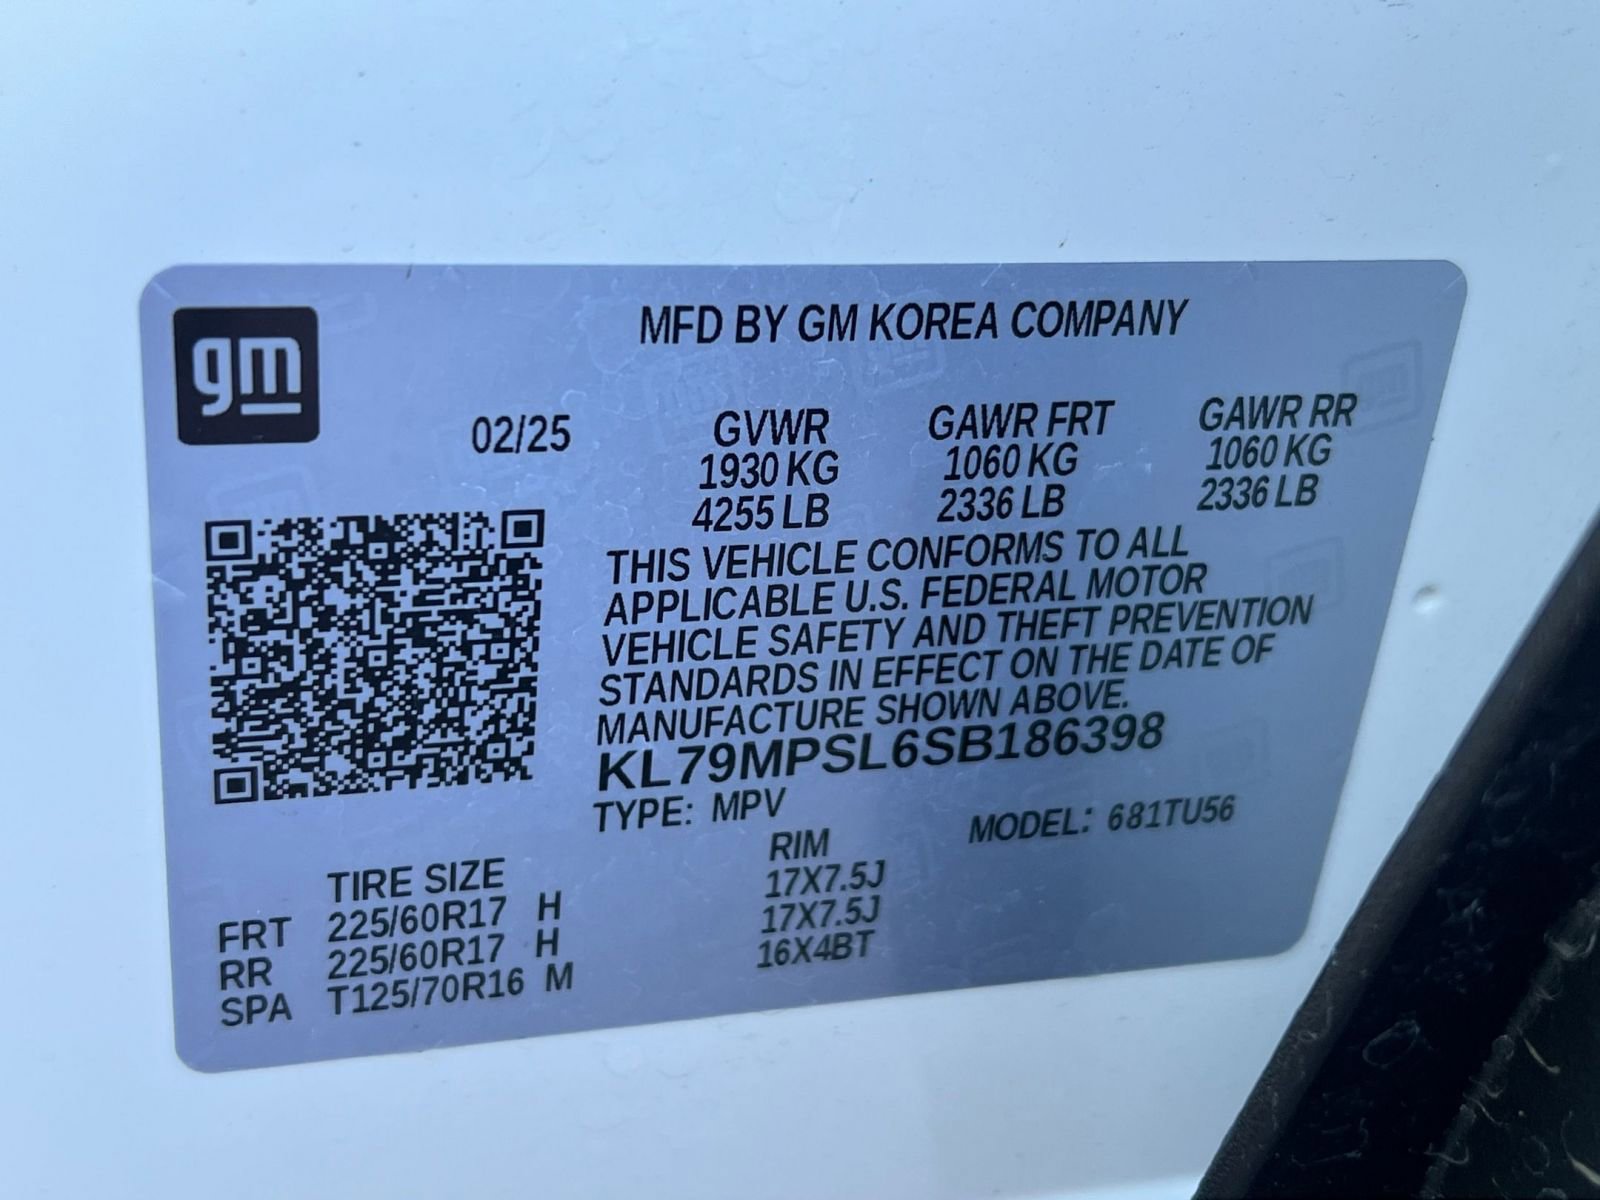 gm
MFD BY GM KOREA COMPANY
02/25 GVWR GAWR FRT GAWR RR
1930 KG 1060 KG 1060 KG
4255 LB 2336 LB 2336 LB
THIS VEHICLE CONFORMS TO ALL
APPLICABLE U.S. FEDERAL MOTOR
VEHICLE SAFETY AND THEFT PREVENTION
STANDARDS IN EFFECT ON THE DATE OF
MANUFACTURE SHOWN ABOVE.
KL79MPSL6SB186398
TYPE: MPV MODEL: 681TU56
TIRE SIZE RIM
FRT 225/60R17 H 17X7.5J
RR 225/60R17 H 17X7.5J
SPA T125/70R16 M 16X4BT